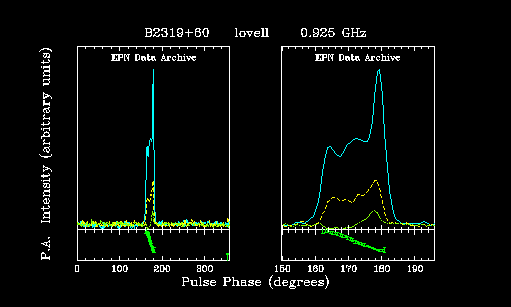 B2319+60 lovell 0.925 GHz
EPN Data Archive EPN Data Archive
P.A. Intensity (arbitrary units)
0 100 200 300 150 160 170 180 190
Pulse Phase (degrees)